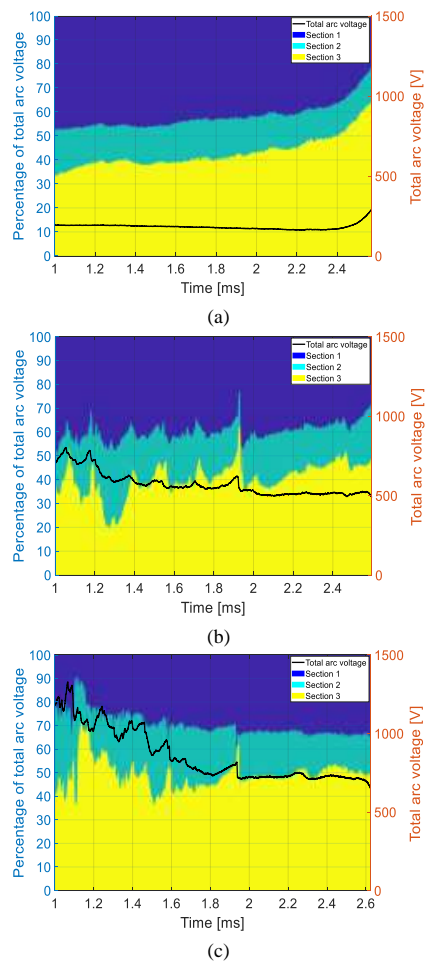 100
90
80
70
60
50
40
30
20
10
0
Percentage of total arc voltage
Total arc voltage
Section 1
Section 2
Section 3
1500
1000
500
0
Total arc voltage [V]
1 1.2 1.4 1.6 1.8 2 2.2 2.4
Time [ms]
(a)
100
90
80
70
60
50
40
30
20
10
0
Percentage of total arc voltage
Total arc voltage
Section 1
Section 2
Section 3
1500
1000
500
0
Total arc voltage [V]
1 1.2 1.4 1.6 1.8 2 2.2 2.4
Time [ms]
(b)
100
90
80
70
60
50
40
30
20
10
0
Percentage of total arc voltage
Total arc voltage
Section 1
Section 2
Section 3
1500
1000
500
0
Total arc voltage [V]
1 1.2 1.4 1.6 1.8 2 2.2 2.4 2.6
Time [ms]
(c)